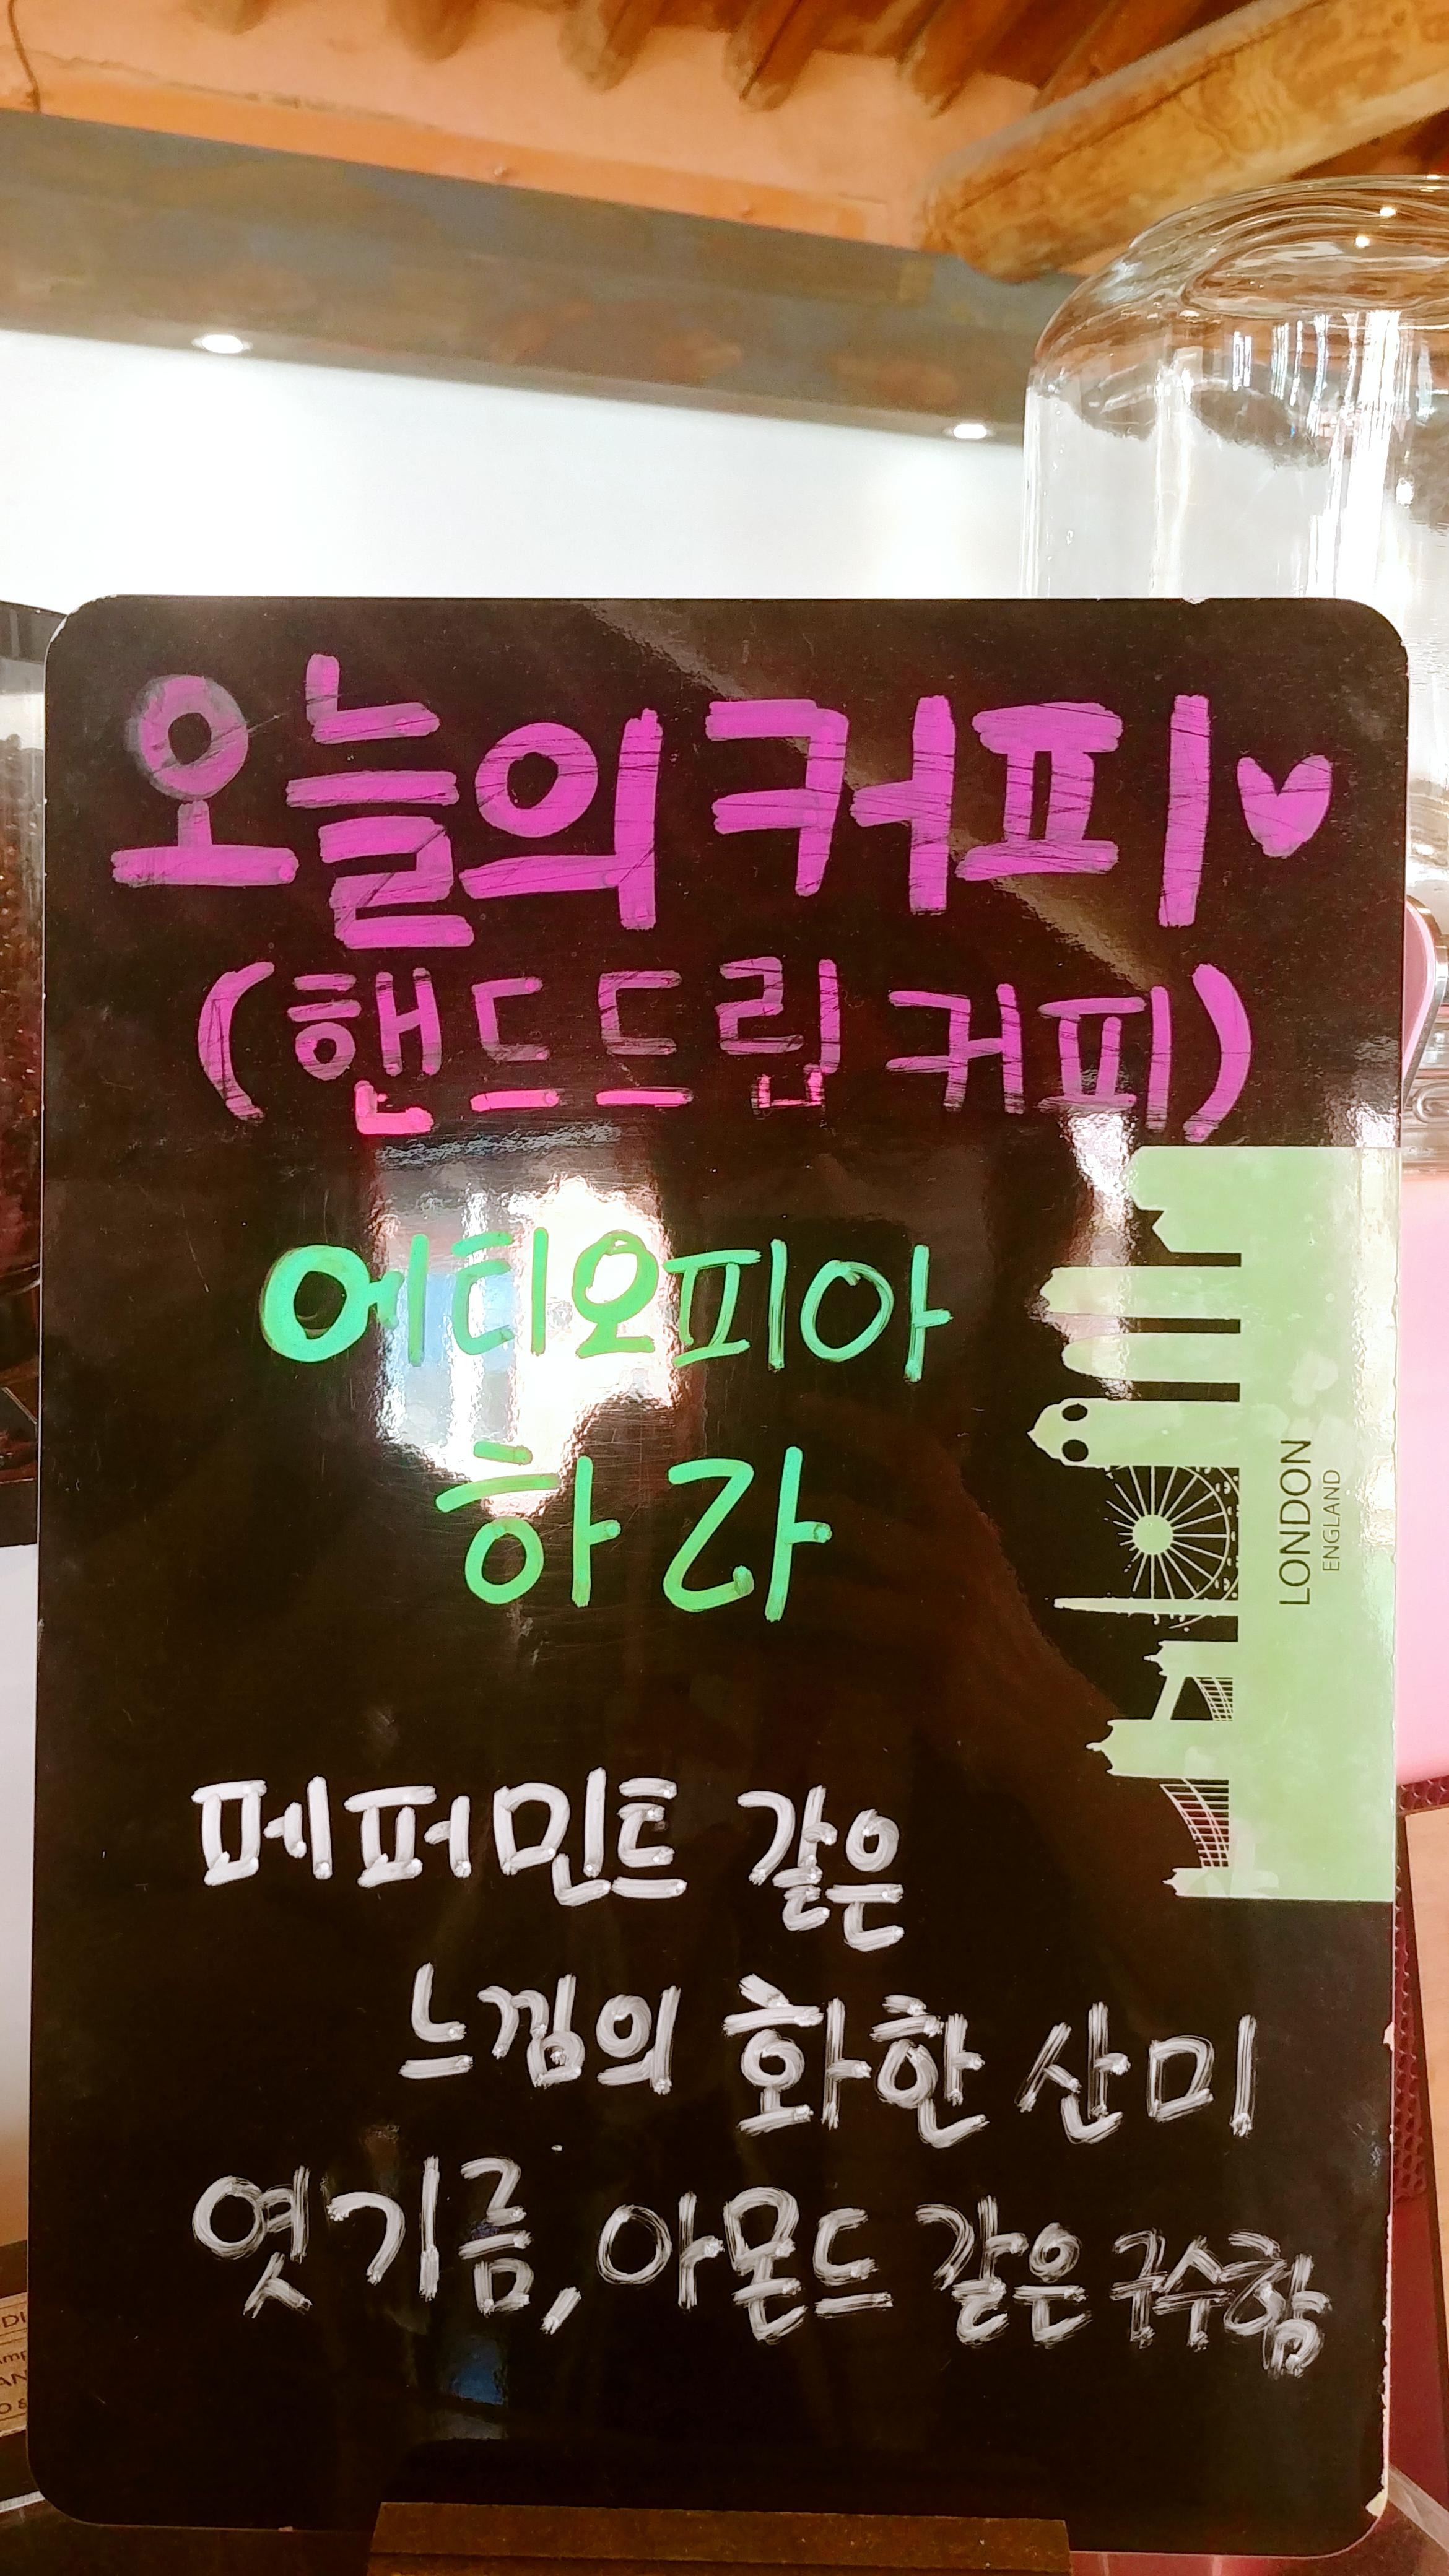 오늘의 커피♥
(핸드드립 커피)
에티오피아
하라
LONDON
ENGLAND
페퍼민트 같은
느낌의 화한 산미
엿기름, 아몬드 같은 구수함